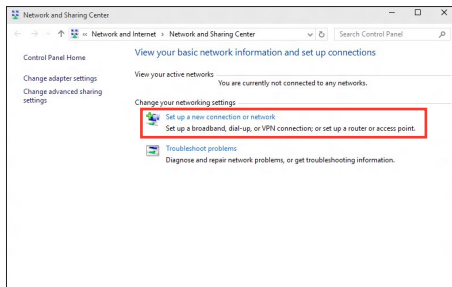 Network and Sharing Center
« Network and Internet › Network and Sharing Center
Search Control Panel
Control Panel Home
Change adapter settings
Change advanced sharing
settings
View your basic network information and set up connections
View your active networks
You are currently not connected to any networks.
Change your networking settings
Set up a new connection or network
Set up a broadband, dial-up, or VPN connection; or set up a router or access point.
Troubleshoot problems
Diagnose and repair network problems, or get troubleshooting information.